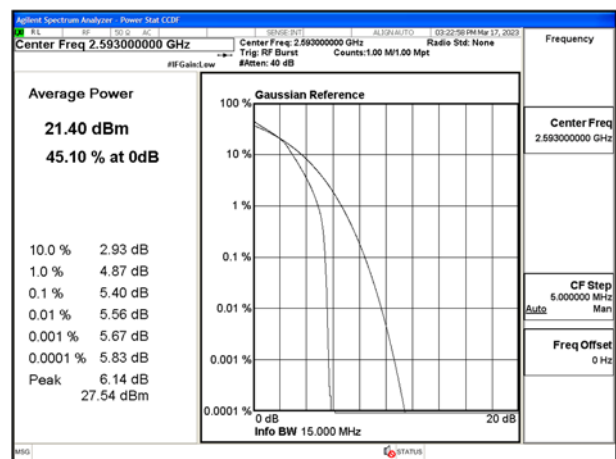 Agilent Spectrum Analyzer - Power Stat CCDF
RL RF 50 Ω AC SENSE:INT ALIGN AUTO 03:22:58 PM Mar 17, 2023
Center Freq 2.593000000 GHz
Center Freq: 2.593000000 GHz Radio Std: None
Trig: RF Burst Counts:1.00 M/1.00 Mpt
#IFGain:Low #Atten: 40 dB
Frequency
Average Power
21.40 dBm
45.10 % at 0dB
10.0 % 2.93 dB
1.0 % 4.87 dB
0.1 % 5.40 dB
0.01 % 5.56 dB
0.001 % 5.67 dB
0.0001 % 5.83 dB
Peak 6.14 dB
27.54 dBm
Gaussian Reference
100 %
10 %
1 %
0.1 %
0.01 %
0.001 %
0.0001 %
0 dB 20 dB
Info BW 15.000 MHz
Center Freq
2.593000000 GHz
CF Step
5.000000 MHz
Auto Man
Freq Offset
0 Hz
MSG STATUS